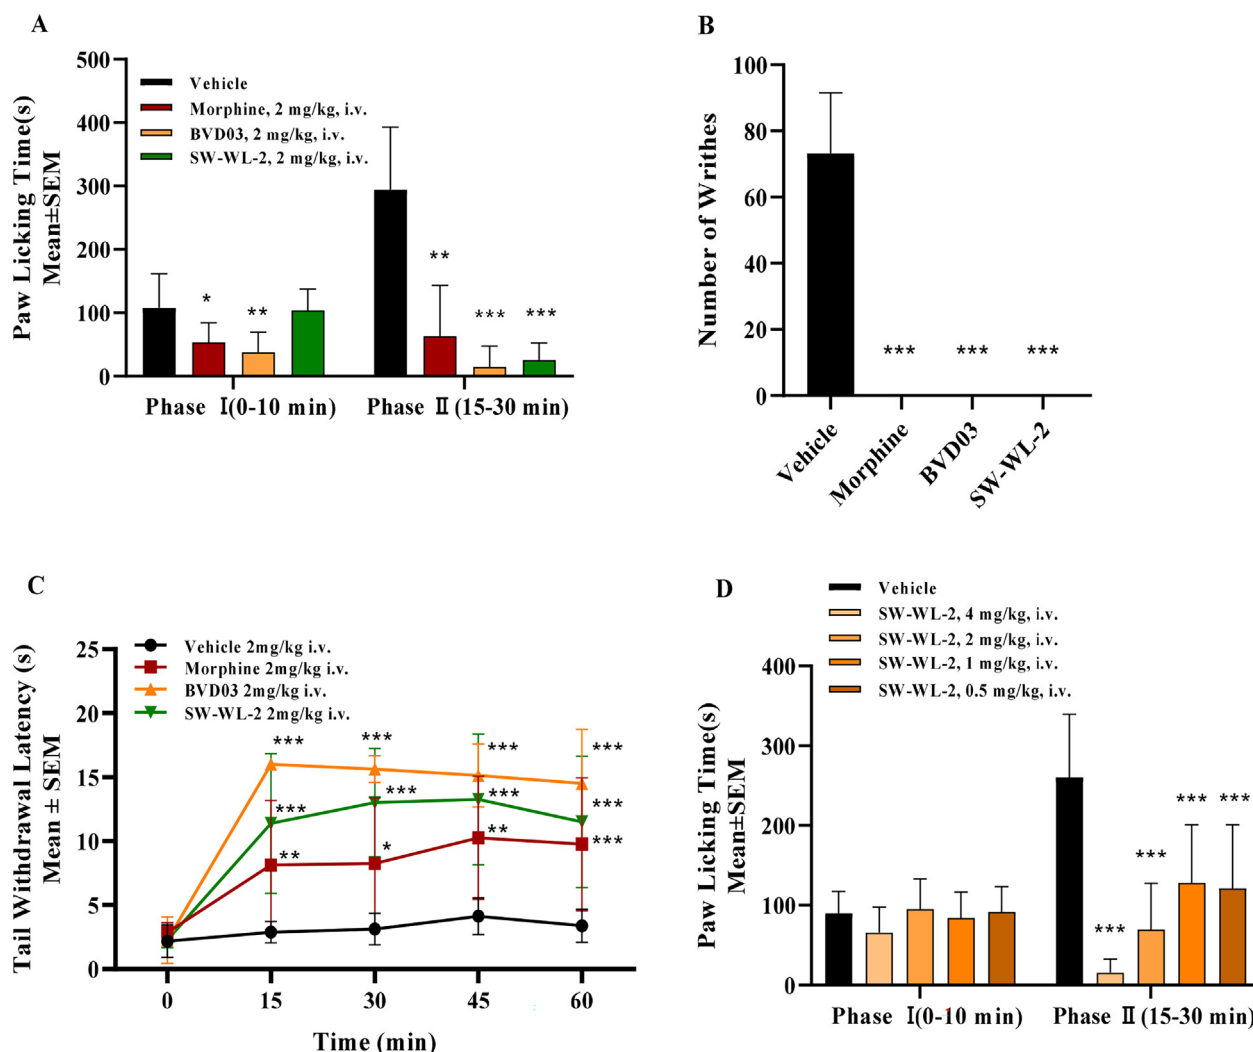 A
Paw Licking Time(s)
Mean±SEM
500
400
300
200
100
0
Vehicle
Morphine, 2 mg/kg, i.v.
BVD03, 2 mg/kg, i.v.
SW-WL-2, 2 mg/kg, i.v.
*
**
**
***
***
Phase Ⅰ(0-10 min)
Phase Ⅱ (15-30 min)
B
Number of Writhes
100
80
60
40
20
0
***
***
***
Vehicle
Morphine
BVD03
SW-WL-2
C
Tail Withdrawal Latency (s)
Mean ± SEM
25
20
15
10
5
0
Vehicle 2mg/kg i.v.
Morphine 2mg/kg i.v.
BVD03 2mg/kg i.v.
SW-WL-2 2mg/kg i.v.
***
***
***
***
***
***
***
***
**
*
**
***
0
15
30
45
60
Time (min)
D
Vehicle
SW-WL-2, 4 mg/kg, i.v.
SW-WL-2, 2 mg/kg, i.v.
SW-WL-2, 1 mg/kg, i.v.
SW-WL-2, 0.5 mg/kg, i.v.
Paw Licking Time(s)
Mean±SEM
400
300
200
100
0
***
***
***
***
Phase Ⅰ(0-10 min)
Phase Ⅱ (15-30 min)